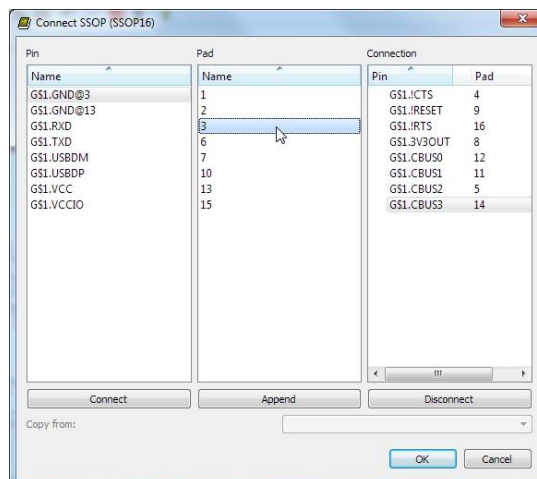 Connect SSOP (SSOP16)
Pin Pad Connection
Name Name Pin Pad
G$1.GND@3 1 G$1.!CTS 4
G$1.GND@13 2 G$1.!RESET 9
G$1.RXD 3 G$1.!RTS 16
G$1.TXD 6 G$1.3V3OUT 8
G$1.USBDM 7 G$1.CBUS0 12
G$1.USBDP 10 G$1.CBUS1 11
G$1.VCC 13 G$1.CBUS2 5
G$1.VCCIO 15 G$1.CBUS3 14
Connect Append Disconnect
Copy from:
OK Cancel